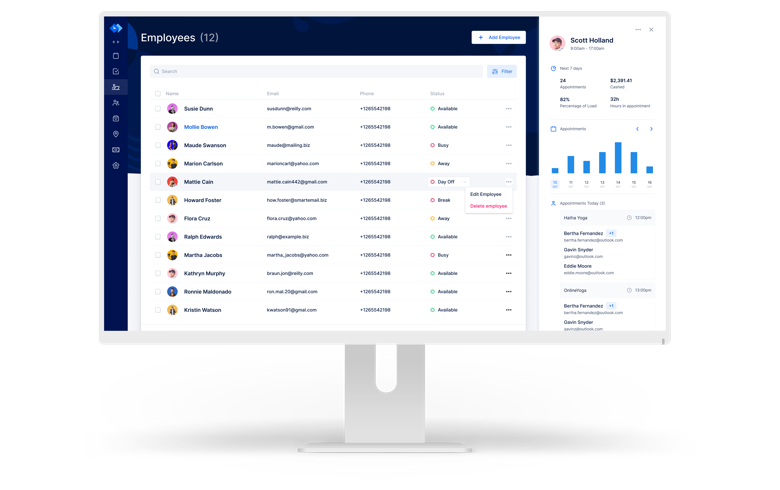 Employees (12)
+ Add Employee
Search
Filter
Name Email Phone Status
Susie Dunn susdunn@reilly.com +1265542198 Available
Mollie Bowen m.bowen@gmail.com +1265542198 Available
Maude Swanson maude@mailing.biz +1265542198 Busy
Marion Carlson marioncarl@yahoo.com +1265542198 Away
Mattie Cain mattie.cain442@gmail.com +1265542198 Day Off
Edit Employee
Delete employee
Howard Foster how.foster@smartemail.biz +1265542198 Break
Flora Cruz flora.cruz@yahoo.com +1265542198 Away
Ralph Edwards ralph@example.biz +1265542198 Available
Martha Jacobs martha_jacobs@yahoo.com +1265542198 Busy
Kathryn Murphy braun.jon@reilly.com +1265542198 Available
Ronnie Maldonado ron.mal.20@gmail.com +1265542198 Available
Kristin Watson kwatson91@gmail.com +1265542198 Available
Scott Holland
9:00am - 17:00am
Next 7 days
24 $2,391.41
Appointments Cashed
82% 32h
Percentage of Load Hours in appointment
Appointments
10 11 12 13 14 15 16
Appointments Today (3)
Hatha Yoga 12:00pm
Bertha Fernandez +1
bertha.fernandez@outlook.com
Gavin Snyder
gavinz@outlook.com
Eddie Moore
eddie.moore@outlook.com
OnlineYoga 13:00pm
Bertha Fernandez +1
bertha.fernandez@outlook.com
Gavin Snyder